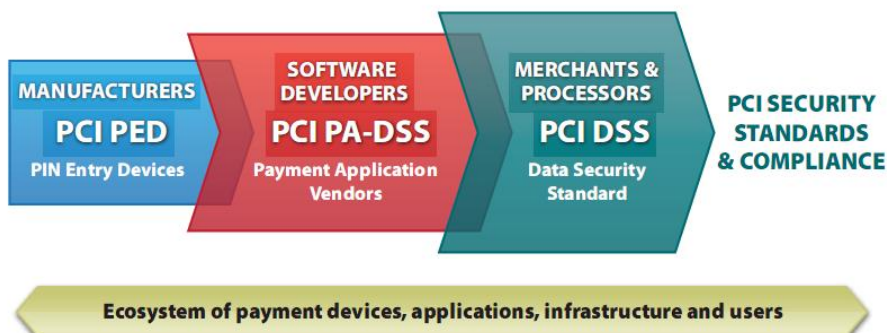 MANUFACTURERS
PCI PED
PIN Entry Devices
SOFTWARE
DEVELOPERS
PCI PA-DSS
Payment Application
Vendors
MERCHANTS &
PROCESSORS
PCI DSS
Data Security
Standard
PCI SECURITY
STANDARDS
& COMPLIANCE
Ecosystem of payment devices, applications, infrastructure and users